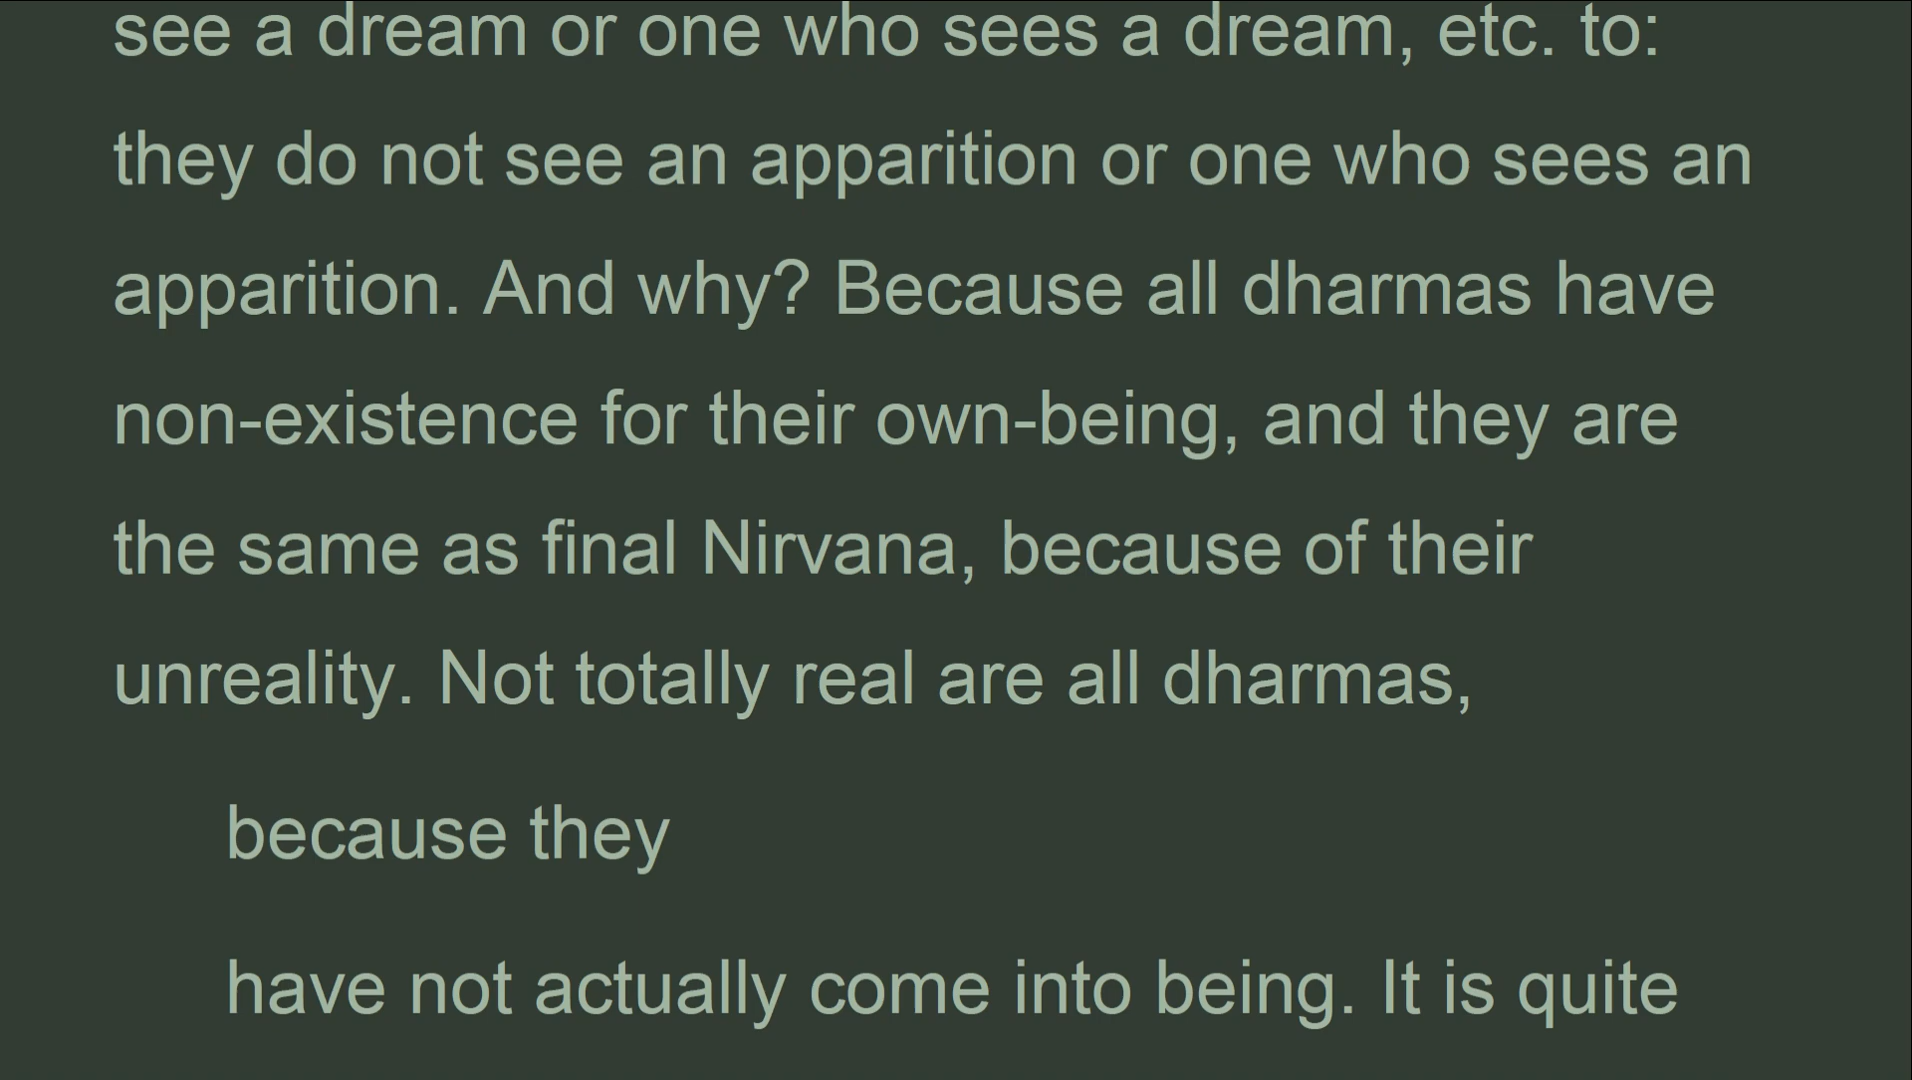 see a dream or one who sees a dream, etc. to:
they do not see an apparition or one who sees an
apparition. And why? Because all dharmas have
non-existence for their own-being, and they are
the same as final Nirvana, because of their
unreality. Not totally real are all dharmas,
because they
have not actually come into being. It is quite